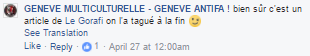 GENEVE MULTICULTURELLE - GENEVE ANTIFA ! bien sûr c'est un
article de Le Gorafi on l'a tagué à la fin 🙂
See Translation
Like · Reply · 1 · April 27 at 12:00am